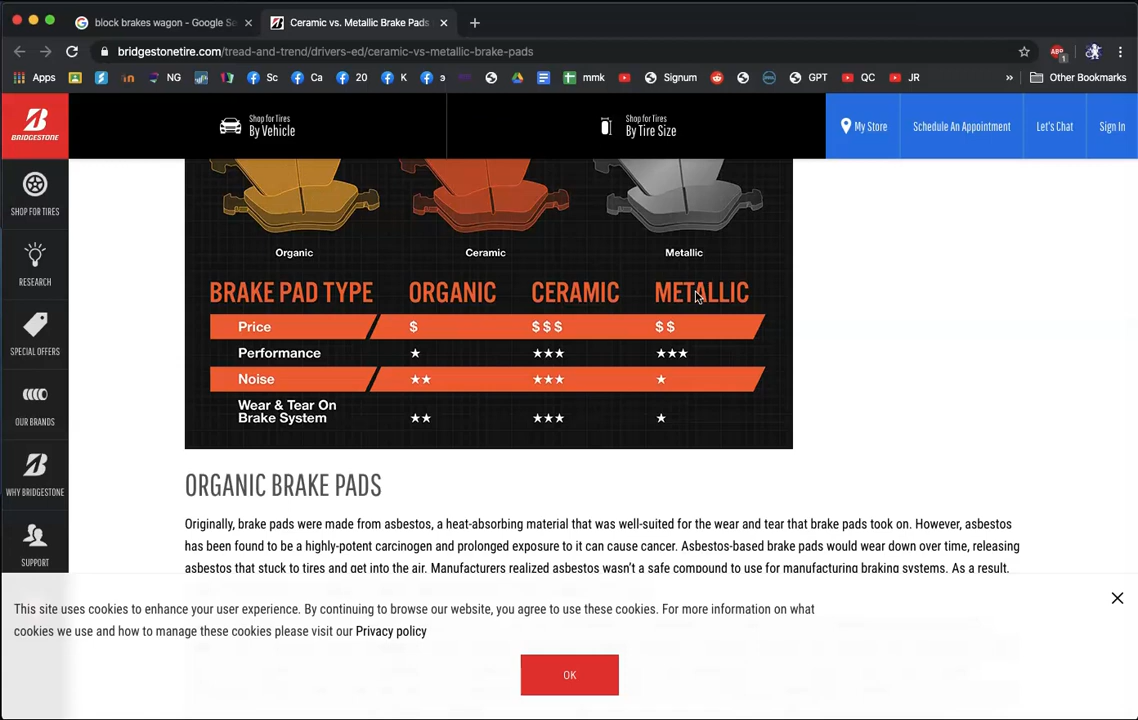 block brakes wagon - Google Se
Ceramic vs. Metallic Brake Pads
bridgestonetire.com/tread-and-trend/drivers-ed/ceramic-vs-metallic-brake-pads
ABP
1
Apps
NG
Sc
Ca
20
K
э
mmk
Signum
GPT
QC
JR
»
Other Bookmarks
BRIDGESTONE
Shop for Tires
By Vehicle
Shop for Tires
By Tire Size
My Store
Schedule An Appointment
Let's Chat
Sign In
SHOP FOR TIRES
RESEARCH
SPECIAL OFFERS
OUR BRANDS
WHY BRIDGESTONE
SUPPORT
Organic Ceramic Metallic
BRAKE PAD TYPE ORGANIC CERAMIC METALLIC
Price $ $$$ $$
Performance ★ ★★★ ★★★
Noise ★★ ★★★ ★
Wear & Tear On
Brake System ★★ ★★★ ★
ORGANIC BRAKE PADS
Originally, brake pads were made from asbestos, a heat-absorbing material that was well-suited for the wear and tear that brake pads took on. However, asbestos
has been found to be a highly-potent carcinogen and prolonged exposure to it can cause cancer. Asbestos-based brake pads would wear down over time, releasing
asbestos that stuck to tires and get into the air. Manufacturers realized asbestos wasn't a safe compound to use for manufacturing braking systems. As a result,
This site uses cookies to enhance your user experience. By continuing to browse our website, you agree to use these cookies. For more information on what
cookies we use and how to manage these cookies please visit our Privacy policy
OK